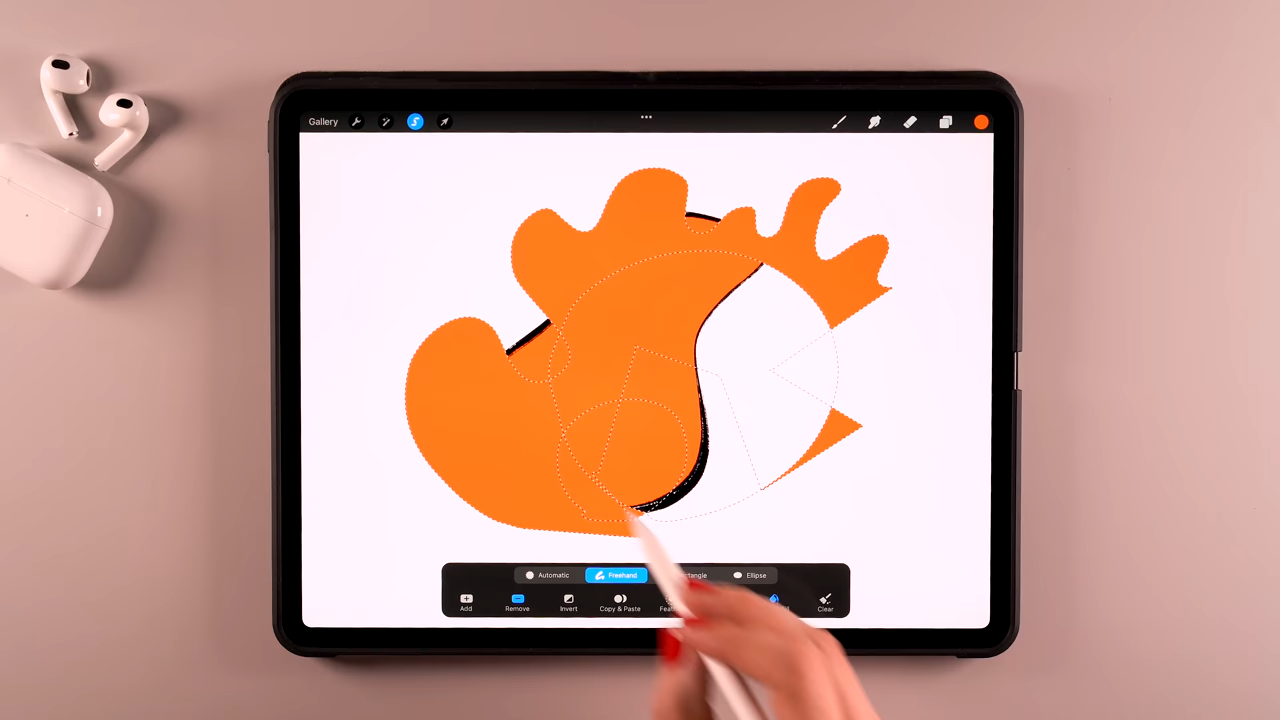 Gallery
Automatic Freehand Ellipse
Add Remove Invert Copy & Paste Clear